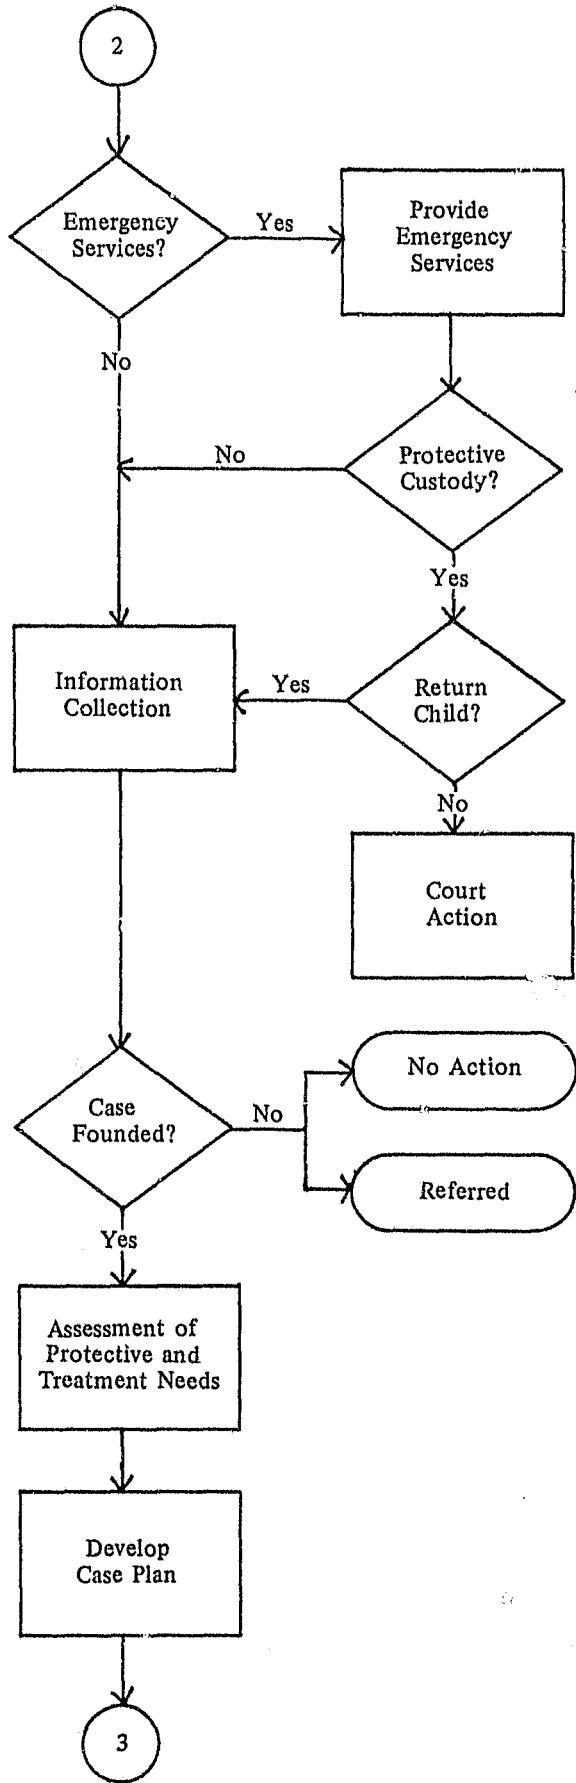 2
Emergency
Services?
Yes
Provide
Emergency
Services
No
No
Protective
Custody?
Yes
Information
Collection
Yes
Return
Child?
No
Court
Action
Case
Founded?
No
No Action
Referred
Yes
Assessment of
Protective and
Treatment Needs
Develop
Case Plan
3